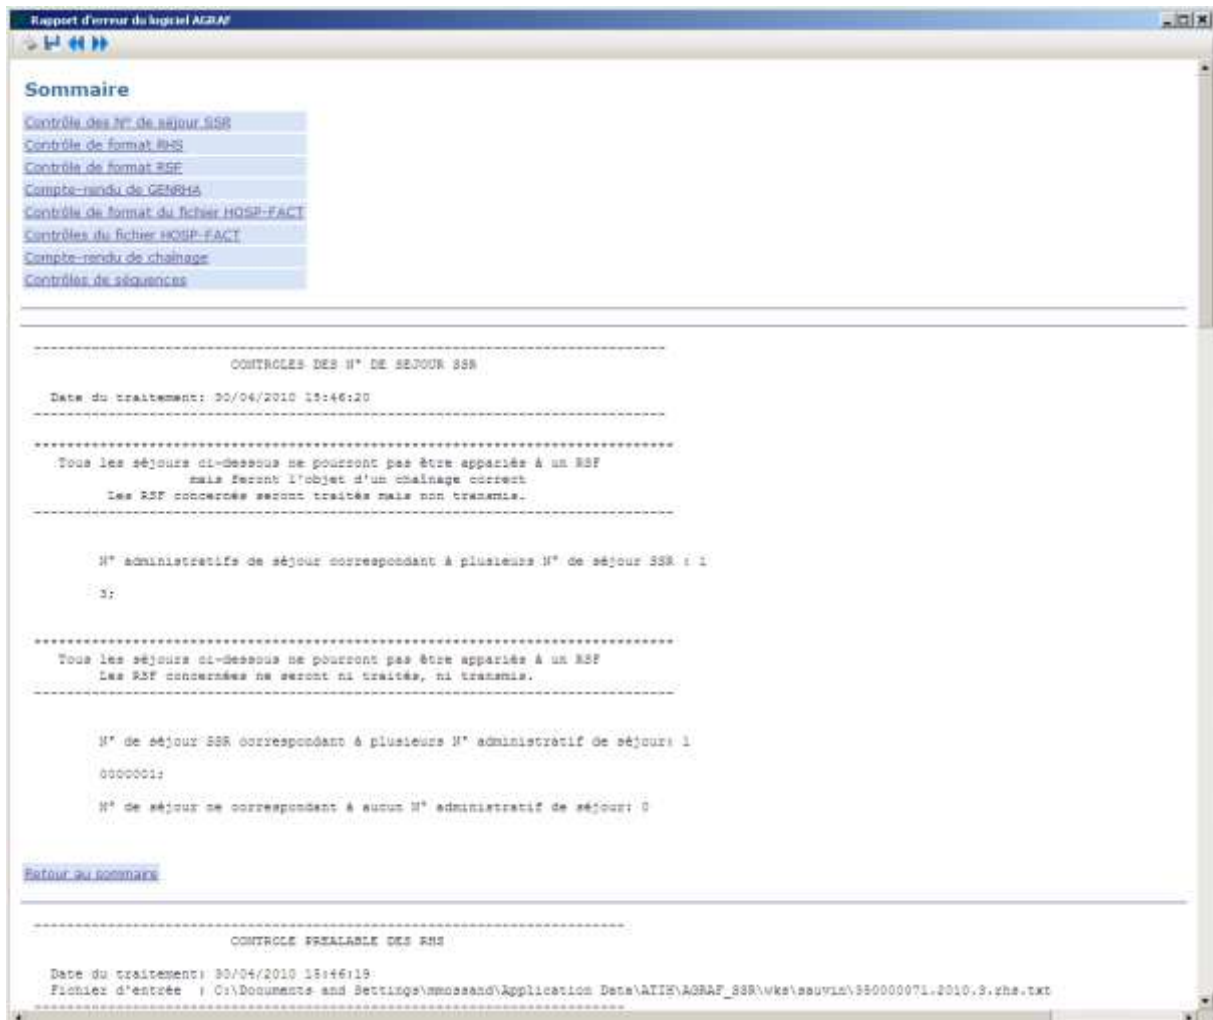 Rapport d'erreur du logiciel AGRAF
Sommaire
Contrôle des N° de séjour SSR
Contrôle de format RHS
Contrôle de format RSF
Compte-rendu de GENRHA
Contrôle de format du fichier HOSP-FACT
Contrôles du fichier HOSP-FACT
Compte-rendu de chaînage
Contrôles de séquences
CONTROLES DES N° DE SEJOUR SSR
Date du traitement: 30/04/2010 15:46:20
Tous les séjours ci-dessous ne pourront pas être appariés à un RSF
mais feront l'objet d'un chaînage correct
Les RSF concernés seront traités mais non transmis.
N° administratifs de séjour correspondant à plusieurs N° de séjour SSR : 1
3;
Tous les séjours ci-dessous ne pourront pas être appariés à un RSF
Les RSF concernées ne seront ni traités, ni transmis.
N° de séjour SSR correspondant à plusieurs N° administratif de séjour: 1
0000001;
N° de séjour ne correspondant à aucun N° administratif de séjour: 0
Retour au sommaire
CONTROLE PREALABLE DES RHS
Date du traitement: 30/04/2010 15:46:19
Fichier d'entrée : C:\Documents and Settings\mmossand\Application Data\ATIH\AGRAF_SSR\wks\sauvin\380000071.2010.3.rhs.txt